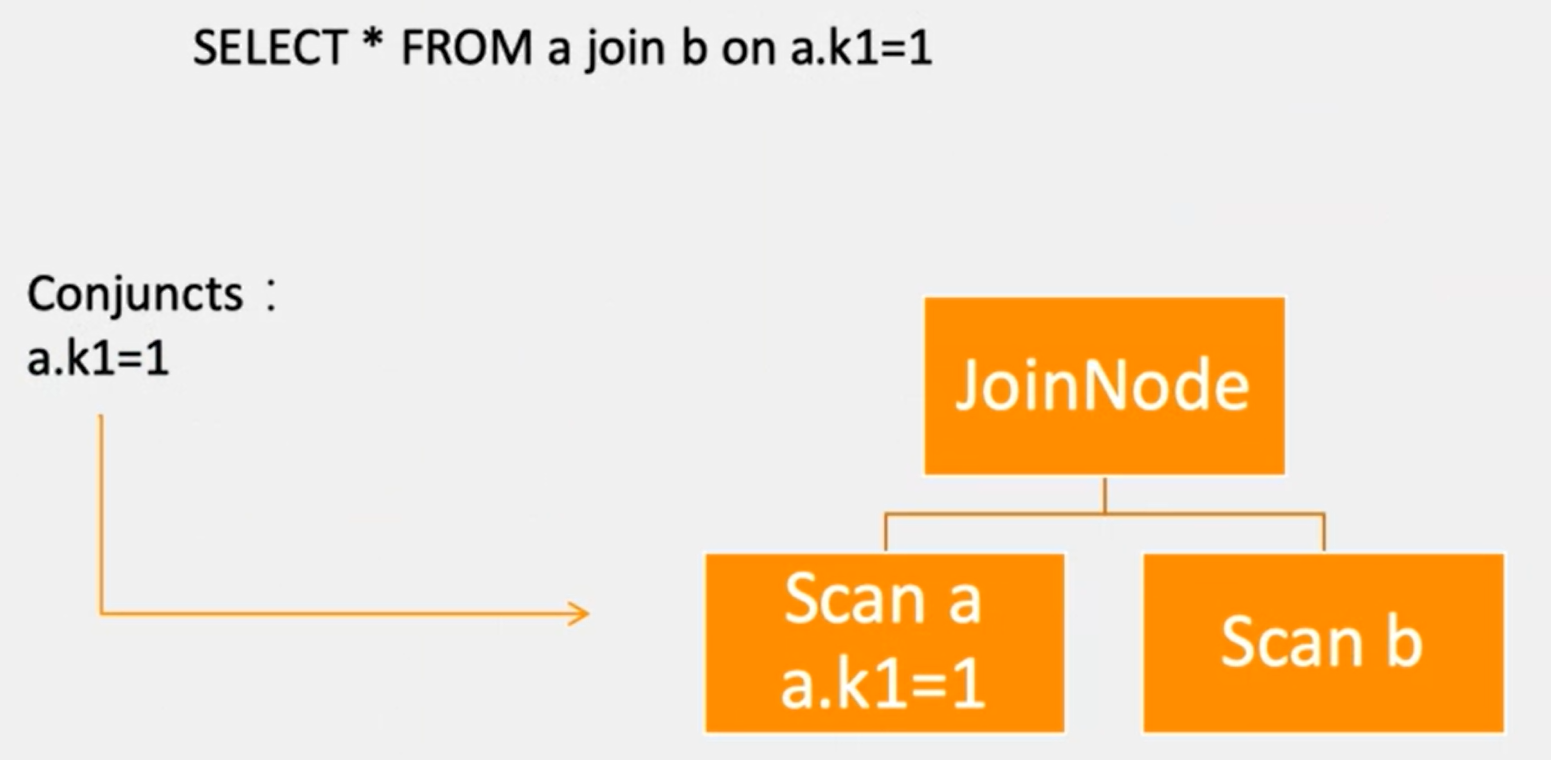 SELECT * FROM a join b on a.k1=1
Conjuncts：
a.k1=1
JoinNode
Scan a
a.k1=1
Scan b